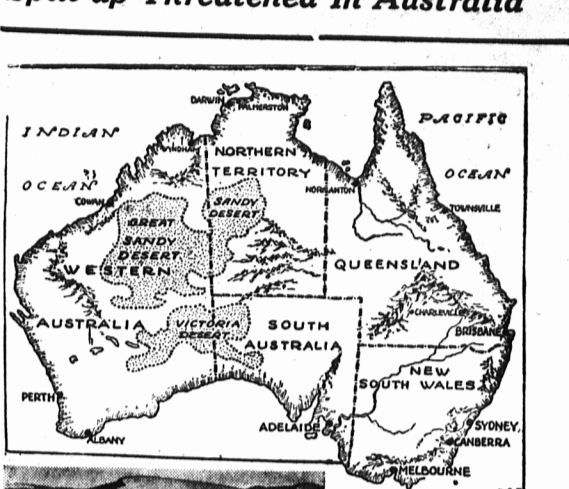 Threatened In Australia
INDIAN
OCEAN
PACIFIC
OCEAN
DARWIN
PALMERSTON
NORTHERN
TERRITORY
NORMANTON
TOWNSVILLE
COWAN
GREAT
SANDY
DESERT
SANDY
DESERT
WESTERN
AUSTRALIA
QUEENSLAND
CHARLEVILLE
BRISBANE
VICTORIA
DESERT
SOUTH
AUSTRALIA
NEW
SOUTH WALES
PERTH
ALBANY
ADELAIDE
SYDNEY
CANBERRA
MELBOURNE